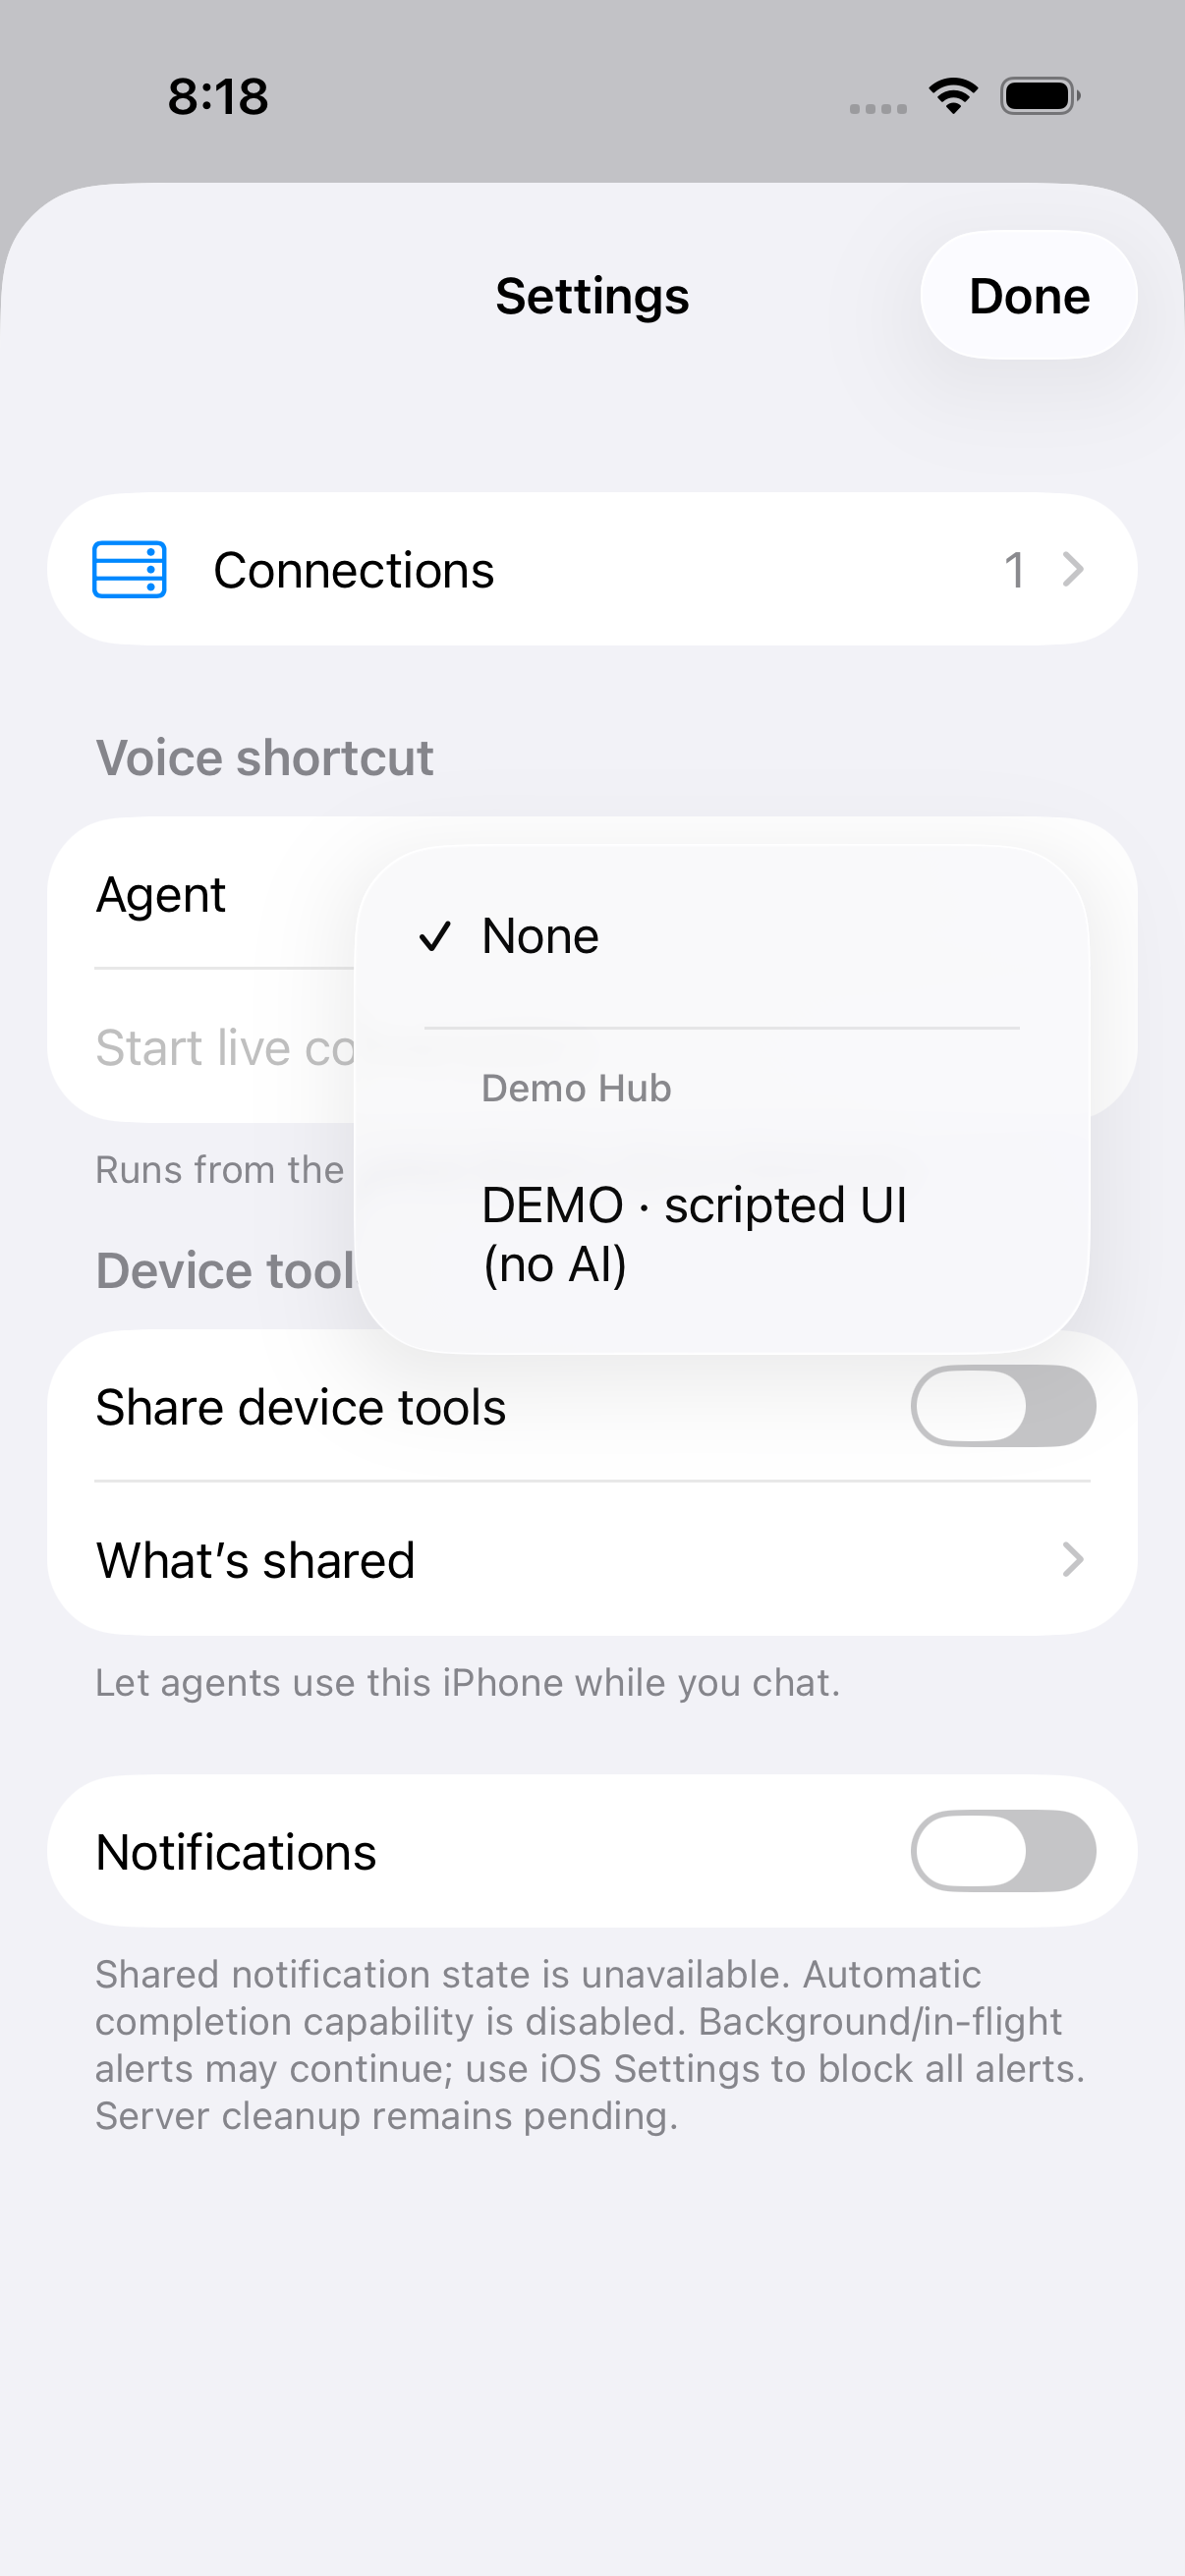 8:18
Settings
Done
Connections
1
Voice shortcut
Agent
None
Start live co
Demo Hub
Runs from the
DEMO · scripted UI
(no AI)
Device tool
Share device tools
What's shared
Let agents use this iPhone while you chat.
Notifications
Shared notification state is unavailable. Automatic
completion capability is disabled. Background/in-flight
alerts may continue; use iOS Settings to block all alerts.
Server cleanup remains pending.